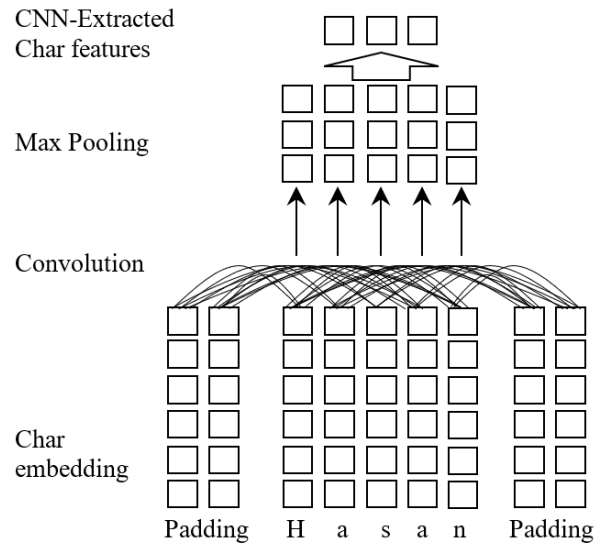 CNN-Extracted
Char features
Max Pooling
Convolution
Char
embedding
Padding H a s a n Padding